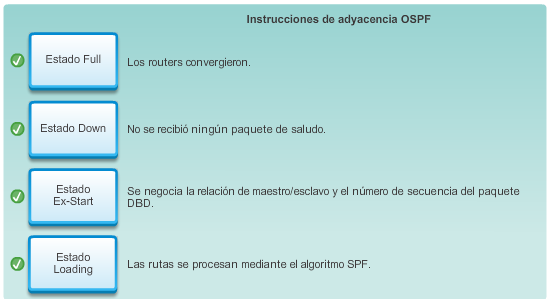 Instrucciones de adyacencia OSPF
Estado Full
Los routers convergieron.
Estado Down
No se recibió ningún paquete de saludo.
Estado
Ex-Start
Se negocia la relación de maestro/esclavo y el número de secuencia del paquete
DBD.
Estado
Loading
Las rutas se procesan mediante el algoritmo SPF.